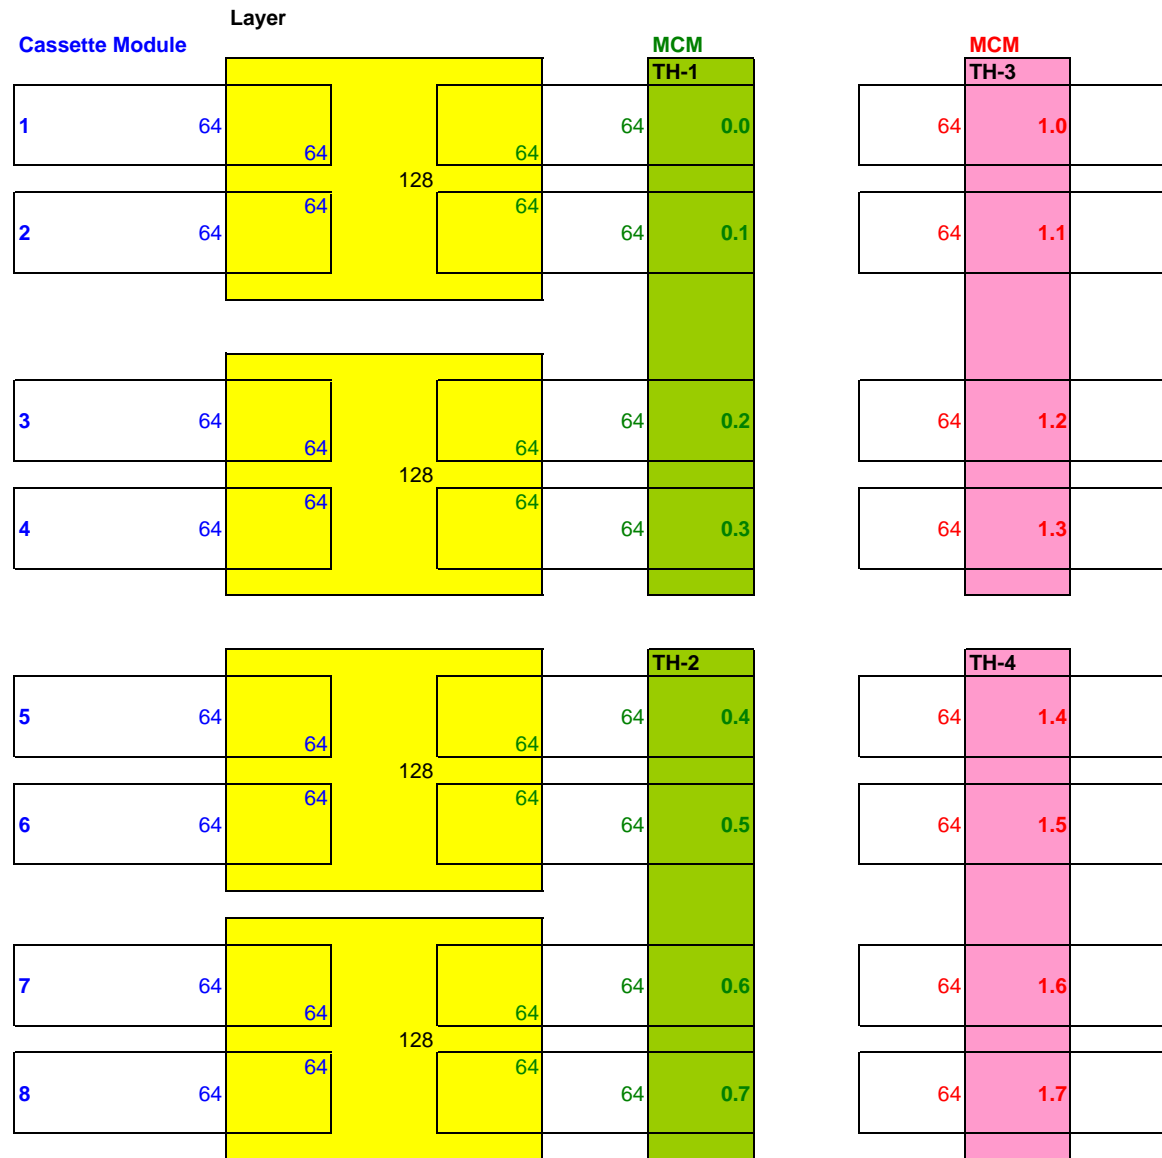 Layer
Cassette Module MCM MCM
TH-1 TH-3
1 64 64 0.0 64 1.0
64 64
128
64 64
2 64 64 0.1 64 1.1
3 64 64 0.2 64 1.2
64 64
128
64 64
4 64 64 0.3 64 1.3
TH-2 TH-4
5 64 64 0.4 64 1.4
64 64
128
64 64
6 64 64 0.5 64 1.5
7 64 64 0.6 64 1.6
64 64
128
64 64
8 64 64 0.7 64 1.7